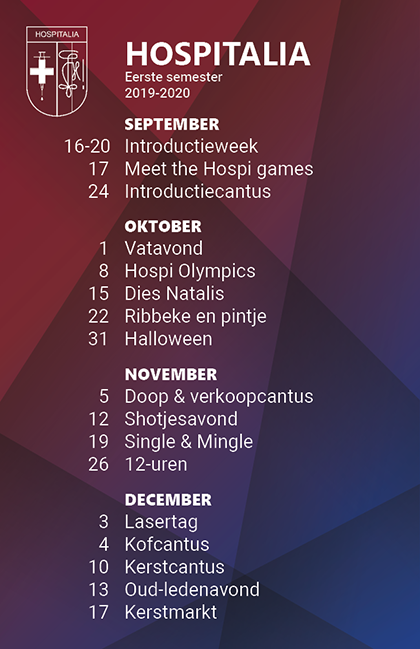 HOSPITALIA
HOSPITALIA
Eerste semester
2019-2020
SEPTEMBER
16-20 Introductieweek
17 Meet the Hospi games
24 Introductiecantus
OKTOBER
1 Vatavond
8 Hospi Olympics
15 Dies Natalis
22 Ribbeke en pintje
31 Halloween
NOVEMBER
5 Doop & verkoopcantus
12 Shotjesavond
19 Single & Mingle
26 12-uren
DECEMBER
3 Lasertag
4 Kofcantus
10 Kerstcantus
13 Oud-ledenavond
17 Kerstmarkt